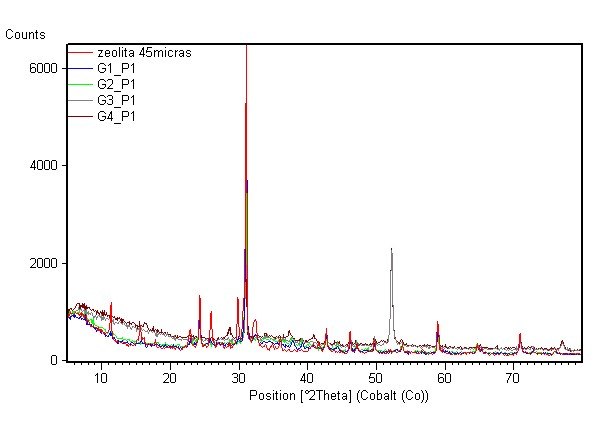 Counts
zeolita 45micras
G1_P1
G2_P1
G3_P1
G4_P1
6000
4000
2000
0
10 20 30 40 50 60 70
Position [°2Theta] (Cobalt (Co))